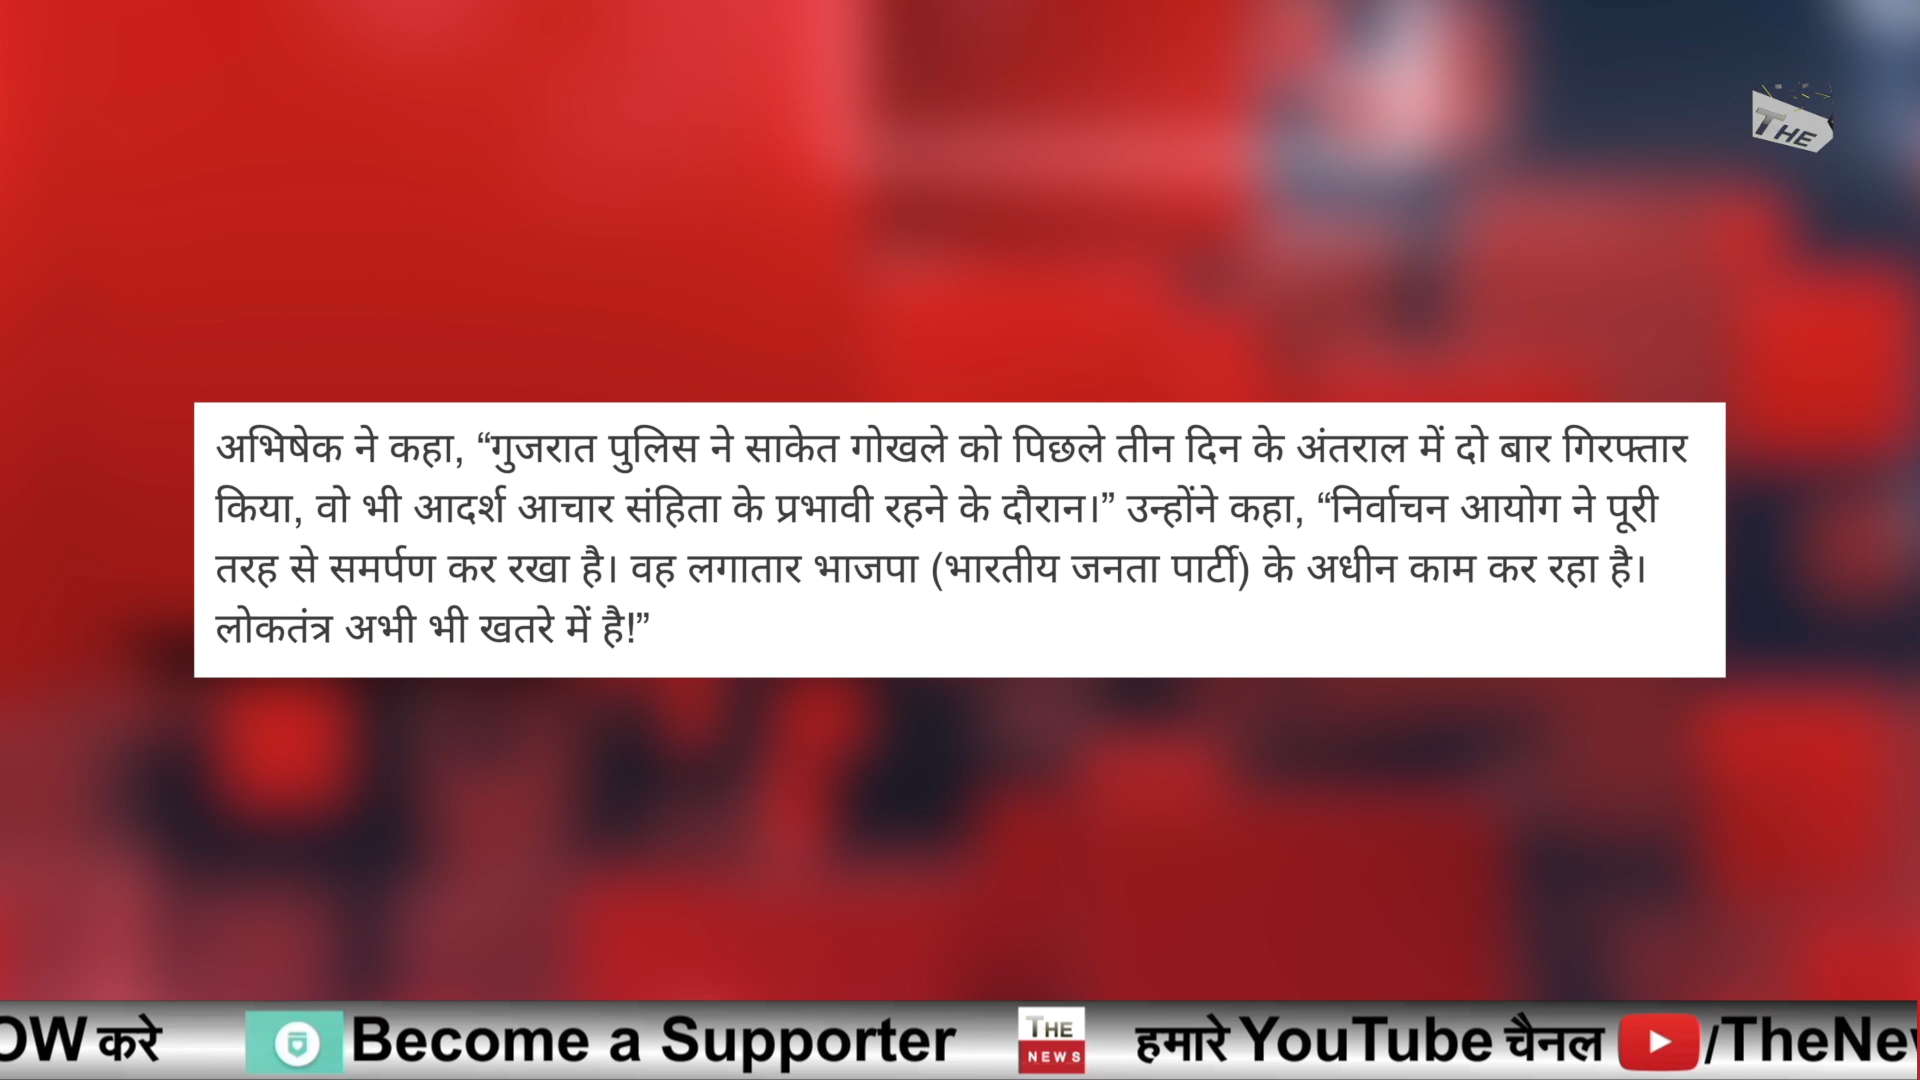 THE
अभिषेक ने कहा, “गुजरात पुलिस ने साकेत गोखले को पिछले तीन दिन के अंतराल में दो बार गिरफ्तार
किया, वो भी आदर्श आचार संहिता के प्रभावी रहने के दौरान।” उन्होंने कहा, “निर्वाचन आयोग ने पूरी
तरह से समर्पण कर रखा है। वह लगातार भाजपा (भारतीय जनता पार्टी) के अधीन काम कर रहा है।
लोकतंत्र अभी भी खतरे में है!”
OW करे Become a Supporter THE NEWS हमारे YouTube चैनल /TheNew